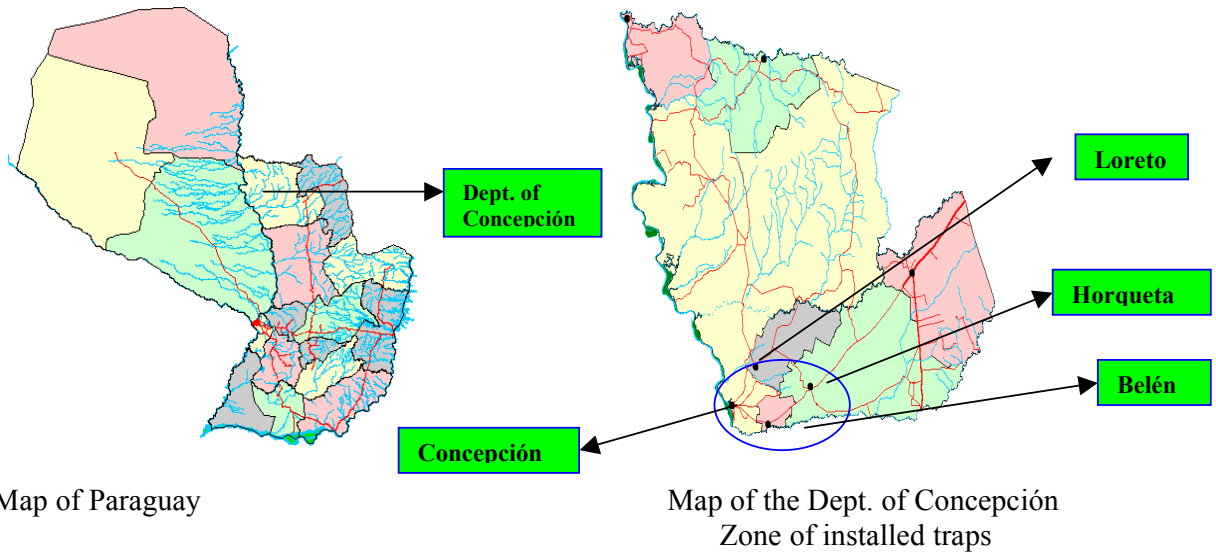 Dept. of
Concepción
Loreto
Horqueta
Belén
Concepción
Map of Paraguay
Map of the Dept. of Concepción
Zone of installed traps